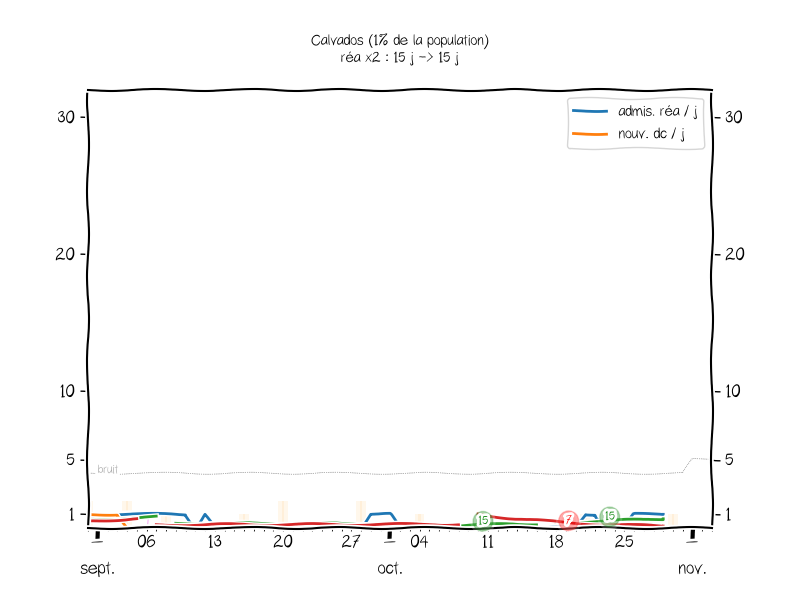 Calvados (1% de la population)
réa x2 : 15 j -> 15 j
admis. réa / j
nouv. dc / j
30
30
20
20
10
10
5
bruit
5
1
15
7
15
1
06
13
20
27
04
11
18
25
sept.
oct.
nov.